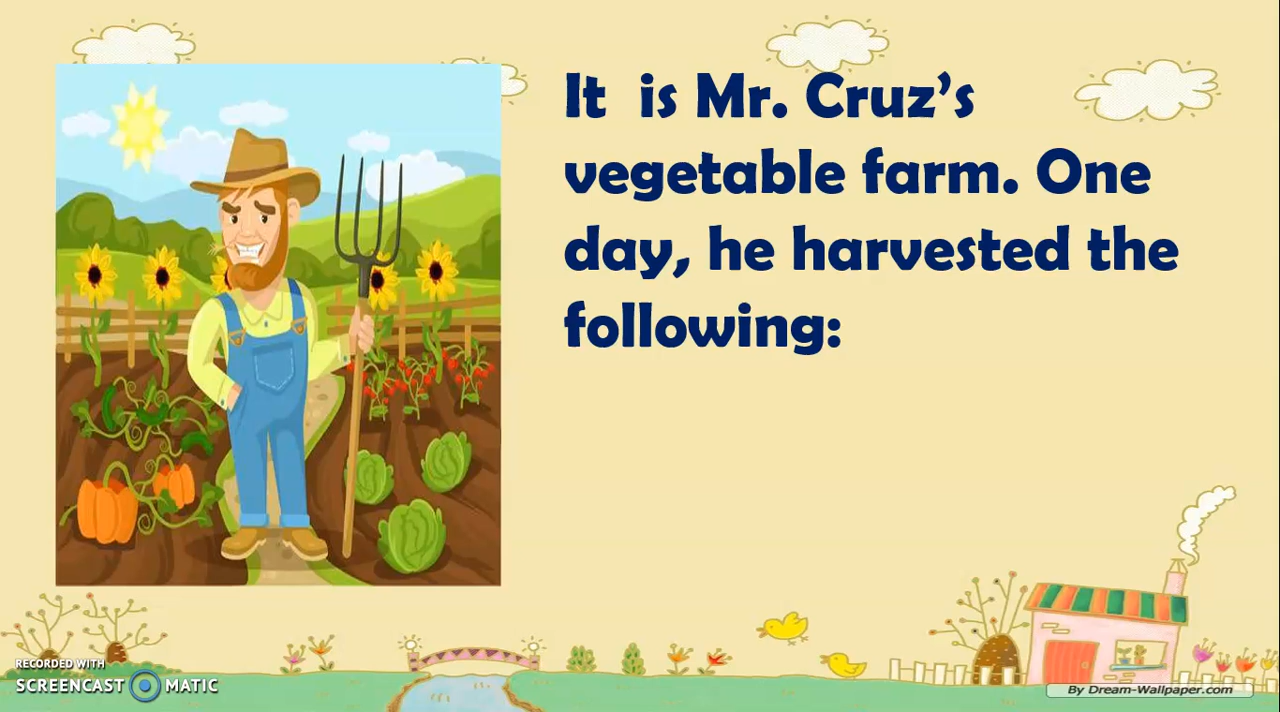 It is Mr. Cruz's
vegetable farm. One
day, he harvested the
following:
RECORDED WITH
SCREENCAST MATIC
By Dream-Wallpaper.com